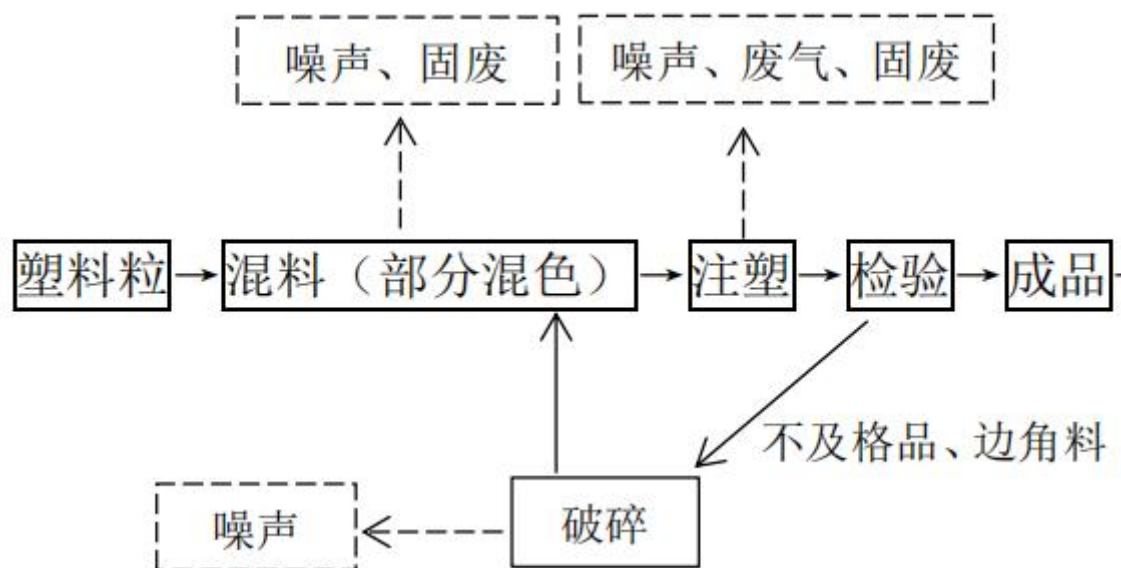 噪声、固废
噪声、废气、固废
塑料粒
混料（部分混色）
注塑
检验
成品
不及格品、边角料
噪声
破碎